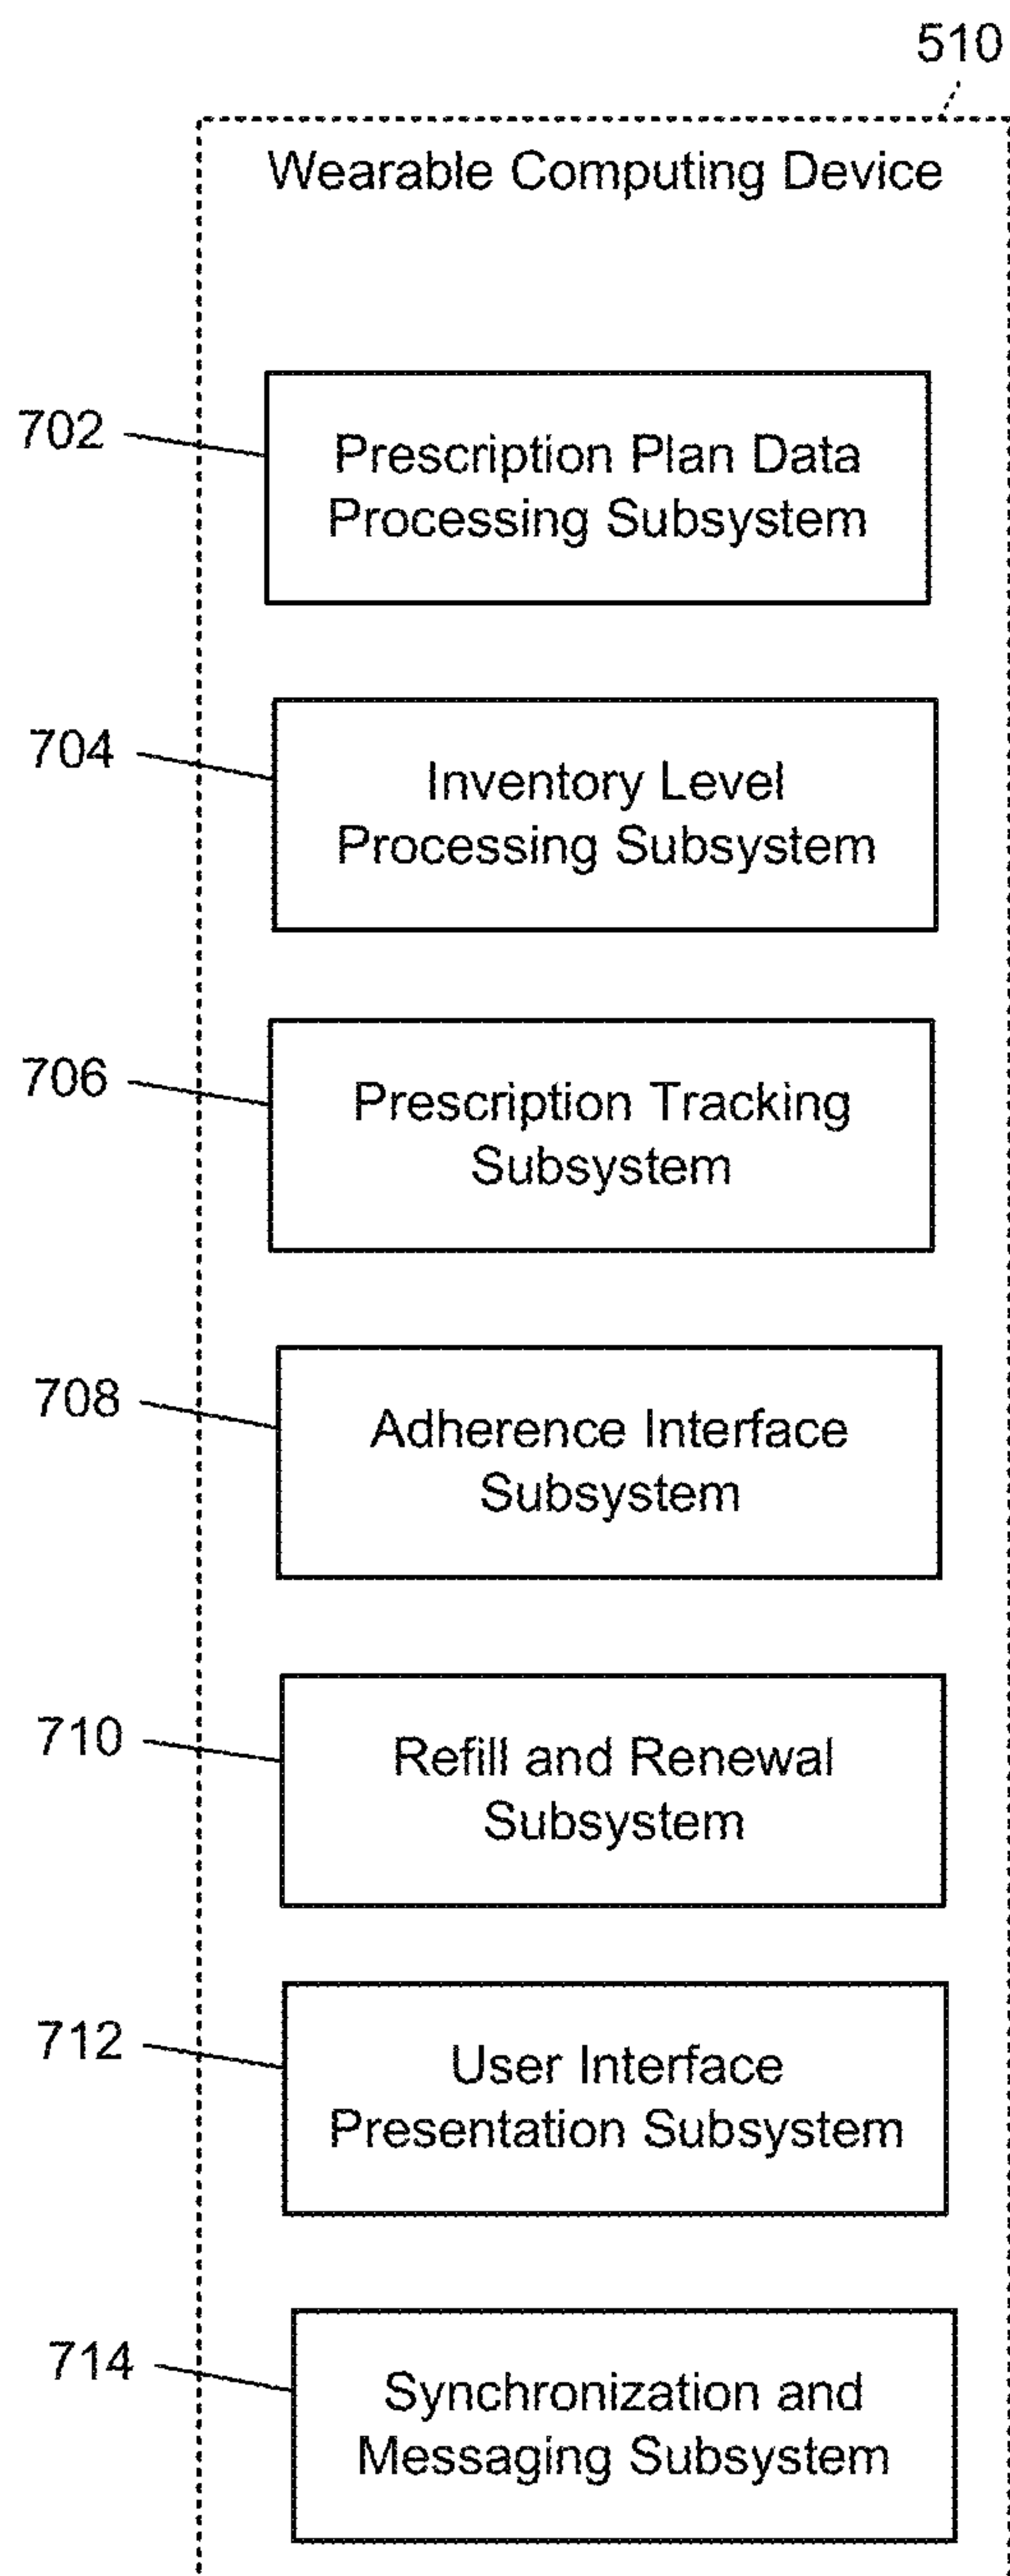 510
Wearable Computing Device
702
Prescription Plan Data
Processing Subsystem
704
Inventory Level
Processing Subsystem
706
Prescription Tracking
Subsystem
708
Adherence Interface
Subsystem
710
Refill and Renewal
Subsystem
712
User Interface
Presentation Subsystem
714
Synchronization and
Messaging Subsystem